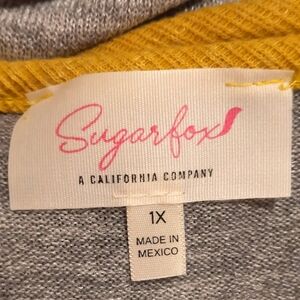 Sugarfox
A CALIFORNIA COMPANY
1X
MADE IN
MEXICO